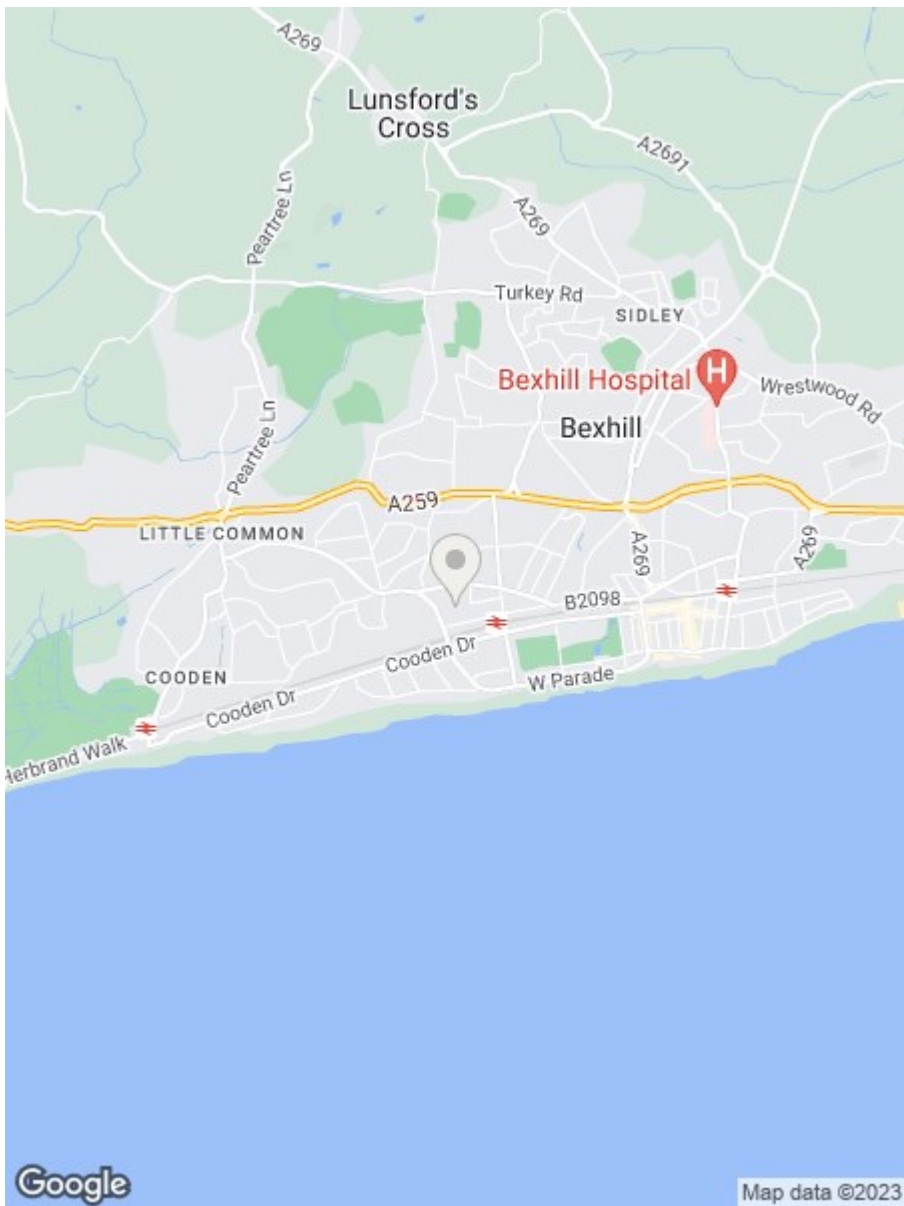 A269
Lunsford's
Cross
A2691
Peartree Ln
A269
Turkey Rd
SIDLEY
Bexhill Hospital
H
Wrestwood Rd
Bexhill
Peartree Ln
A259
LITTLE COMMON
A269
A269
B2098
Cooden Dr
COODEN
W Parade
Cooden Dr
Herbrand Walk
Google
Map data ©2023